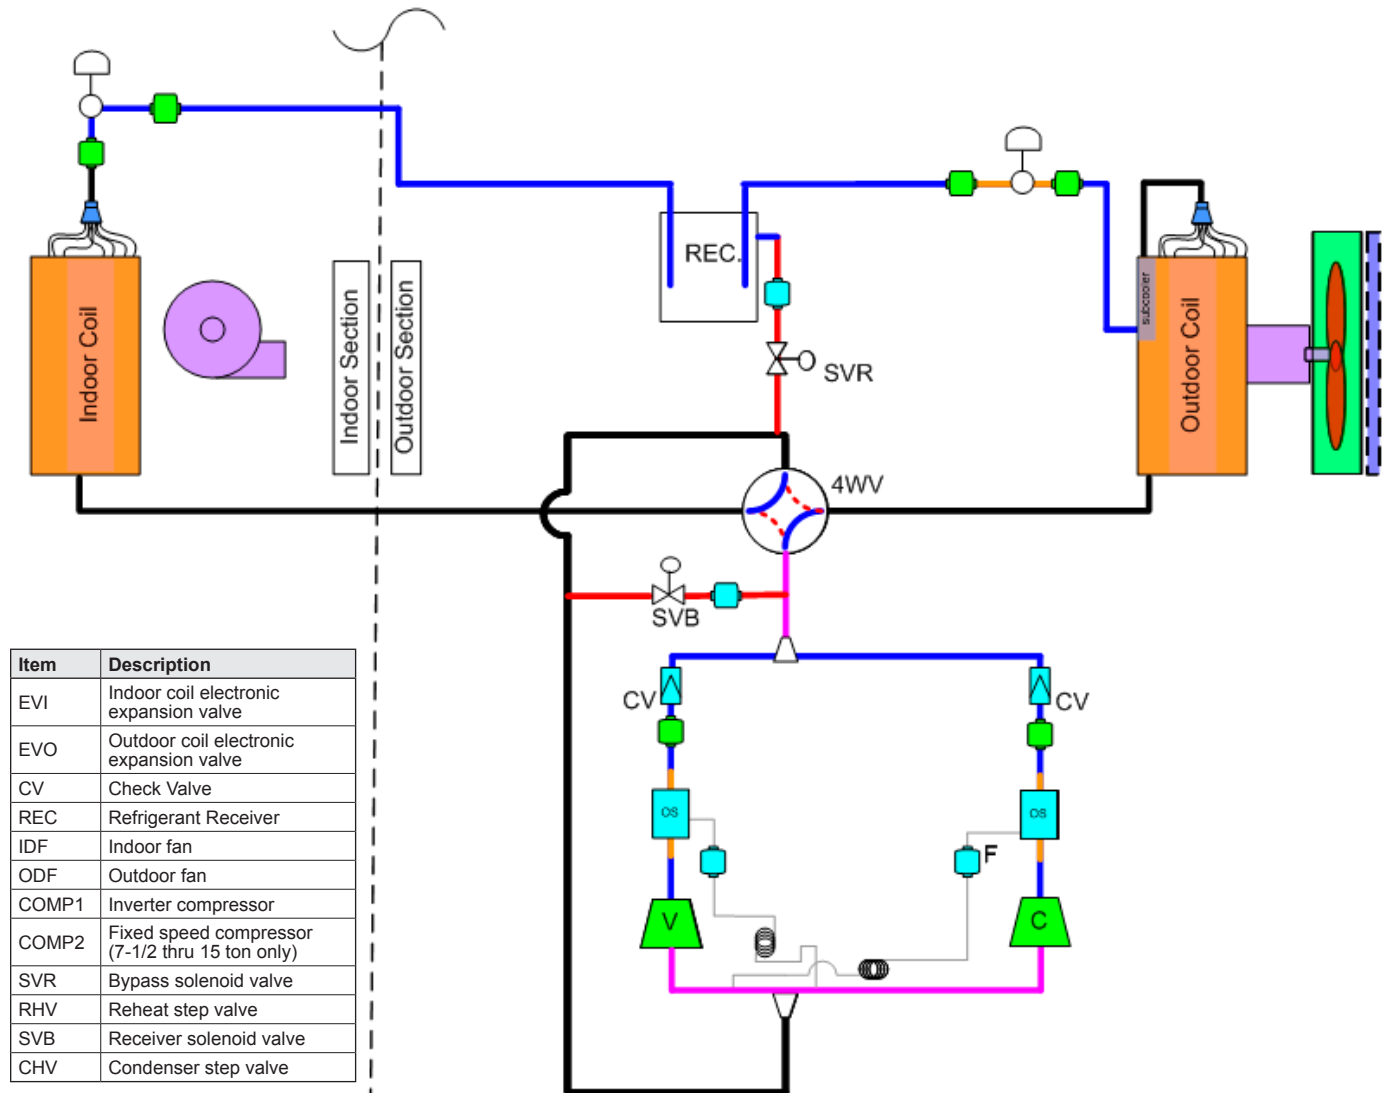 REC.
subcooler
Indoor Coil
Indoor Section
Outdoor Section
SVR
Outdoor Coil
4WV
SVB
CV
CV
OS
OS
F
V
C
Item Description
EVI Indoor coil electronic
expansion valve
EVO Outdoor coil electronic
expansion valve
CV Check Valve
REC Refrigerant Receiver
IDF Indoor fan
ODF Outdoor fan
COMP1 Inverter compressor
COMP2 Fixed speed compressor
(7-1/2 thru 15 ton only)
SVR Bypass solenoid valve
RHV Reheat step valve
SVB Receiver solenoid valve
CHV Condenser step valve